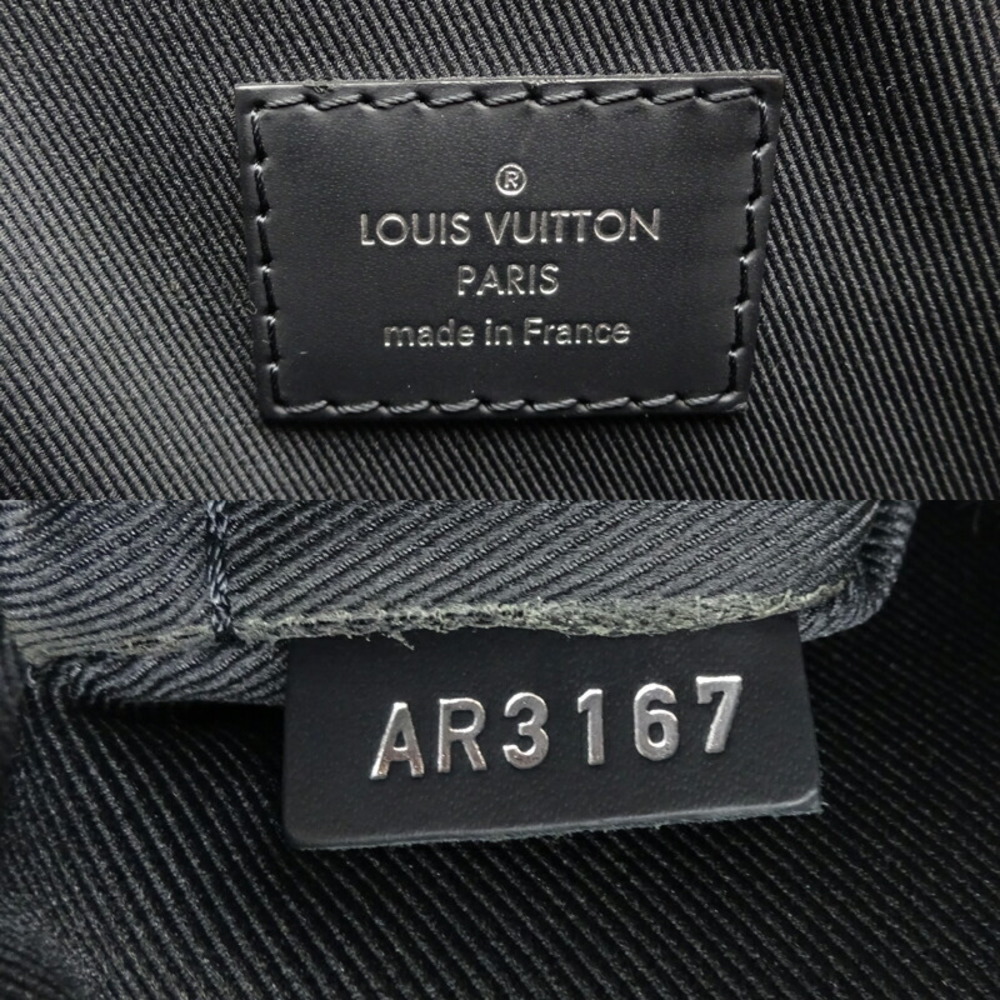 ®
LOUIS VUITTON
PARIS
made in France
AR3167